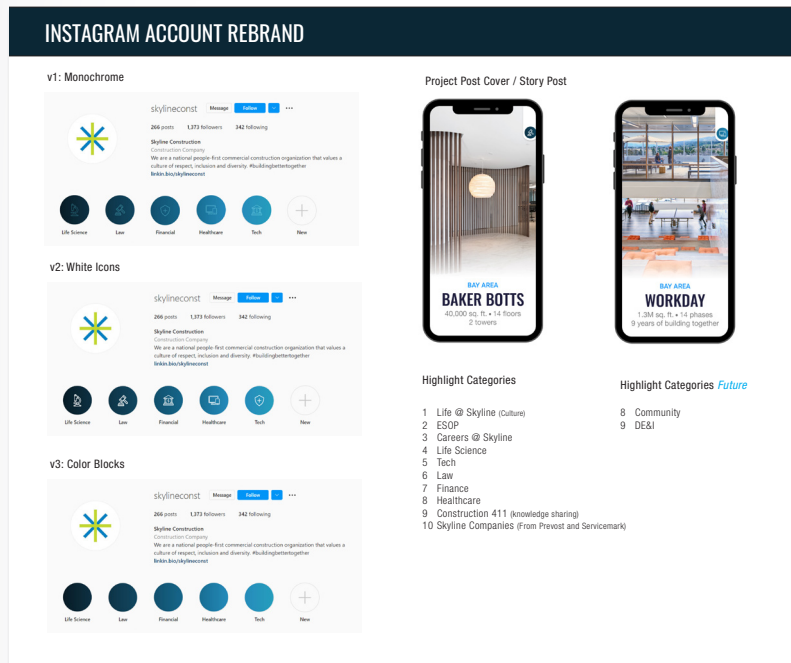 INSTAGRAM ACCOUNT REBRAND
v1: Monochrome
skylineconst Message Follow
266 posts 1,373 followers 342 following
Skyline Construction
Construction Company
We are a national people-first commercial construction organization that values a
culture of respect, inclusion and diversity. #buildingbettertogether
linkin.bio/skylineconst
Life Science Law Financial Healthcare Tech New
v2: White Icons
skylineconst Message Follow
266 posts 1,373 followers 342 following
Skyline Construction
Construction Company
We are a national people-first commercial construction organization that values a
culture of respect, inclusion and diversity. #buildingbettertogether
linkin.bio/skylineconst
Life Science Law Financial Healthcare Tech New
v3: Color Blocks
skylineconst Message Follow
266 posts 1,373 followers 342 following
Skyline Construction
Construction Company
We are a national people-first commercial construction organization that values a
culture of respect, inclusion and diversity. #buildingbettertogether
linkin.bio/skylineconst
Life Science Law Financial Healthcare Tech New
Project Post Cover / Story Post
BAY AREA
BAKER BOTTS
40,000 sq. ft. • 14 floors
2 towers
BAY AREA
WORKDAY
1.3M sq. ft. • 14 phases
9 years of building together
Highlight Categories
1 Life @ Skyline (Culture)
2 ESOP
3 Careers @ Skyline
4 Life Science
5 Tech
6 Law
7 Finance
8 Healthcare
9 Construction 411 (knowledge sharing)
10 Skyline Companies (From Prevost and Servicemark)
Highlight Categories Future
8 Community
9 DE&I